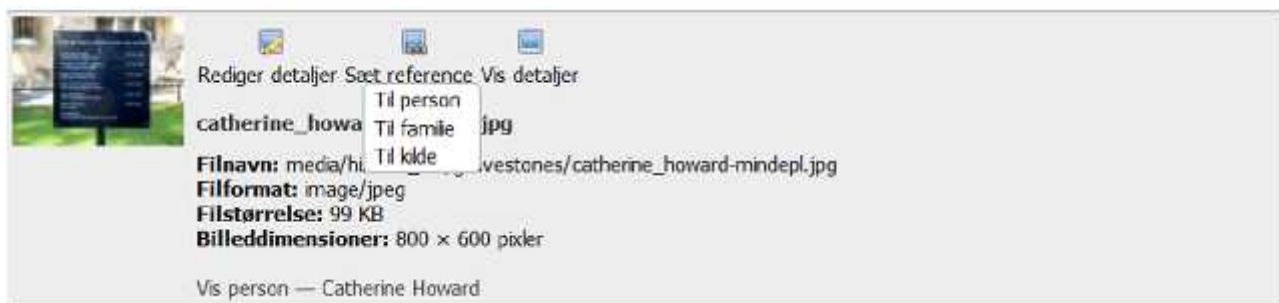 Rediger detaljer Sæt reference Vis detaljer
Til person
Til familie
Til kilde
catherine_howa jpg
Filnavn: media/hi vestones/catherine_howard-mindepl.jpg
Filformat: image/jpeg
Filstørrelse: 99 KB
Billeddimensioner: 800 × 600 pixler
Vis person — Catherine Howard